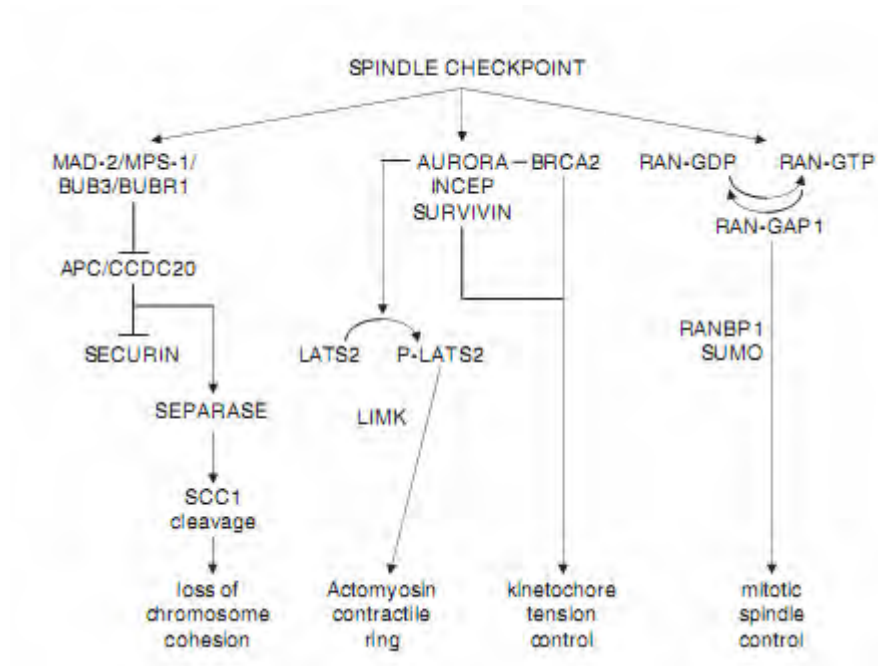 SPINDLE CHECKPOINT
MAD-2/MPS-1/
BUB3/BUBR1
AURORA – BRCA2
INCEP
SURVIVIN
RAN-GDP RAN-GTP
RAN-GAP1
APC/CCDC20
SECURIN
LATS2 P-LATS2
RANBP1
SUMO
SEPARASE
LIMK
SCC1
cleavage
loss of
chromosome
cohesion
Actomyosin
contractile
ring
kinetochore
tension
control
mitotic
spindle
control